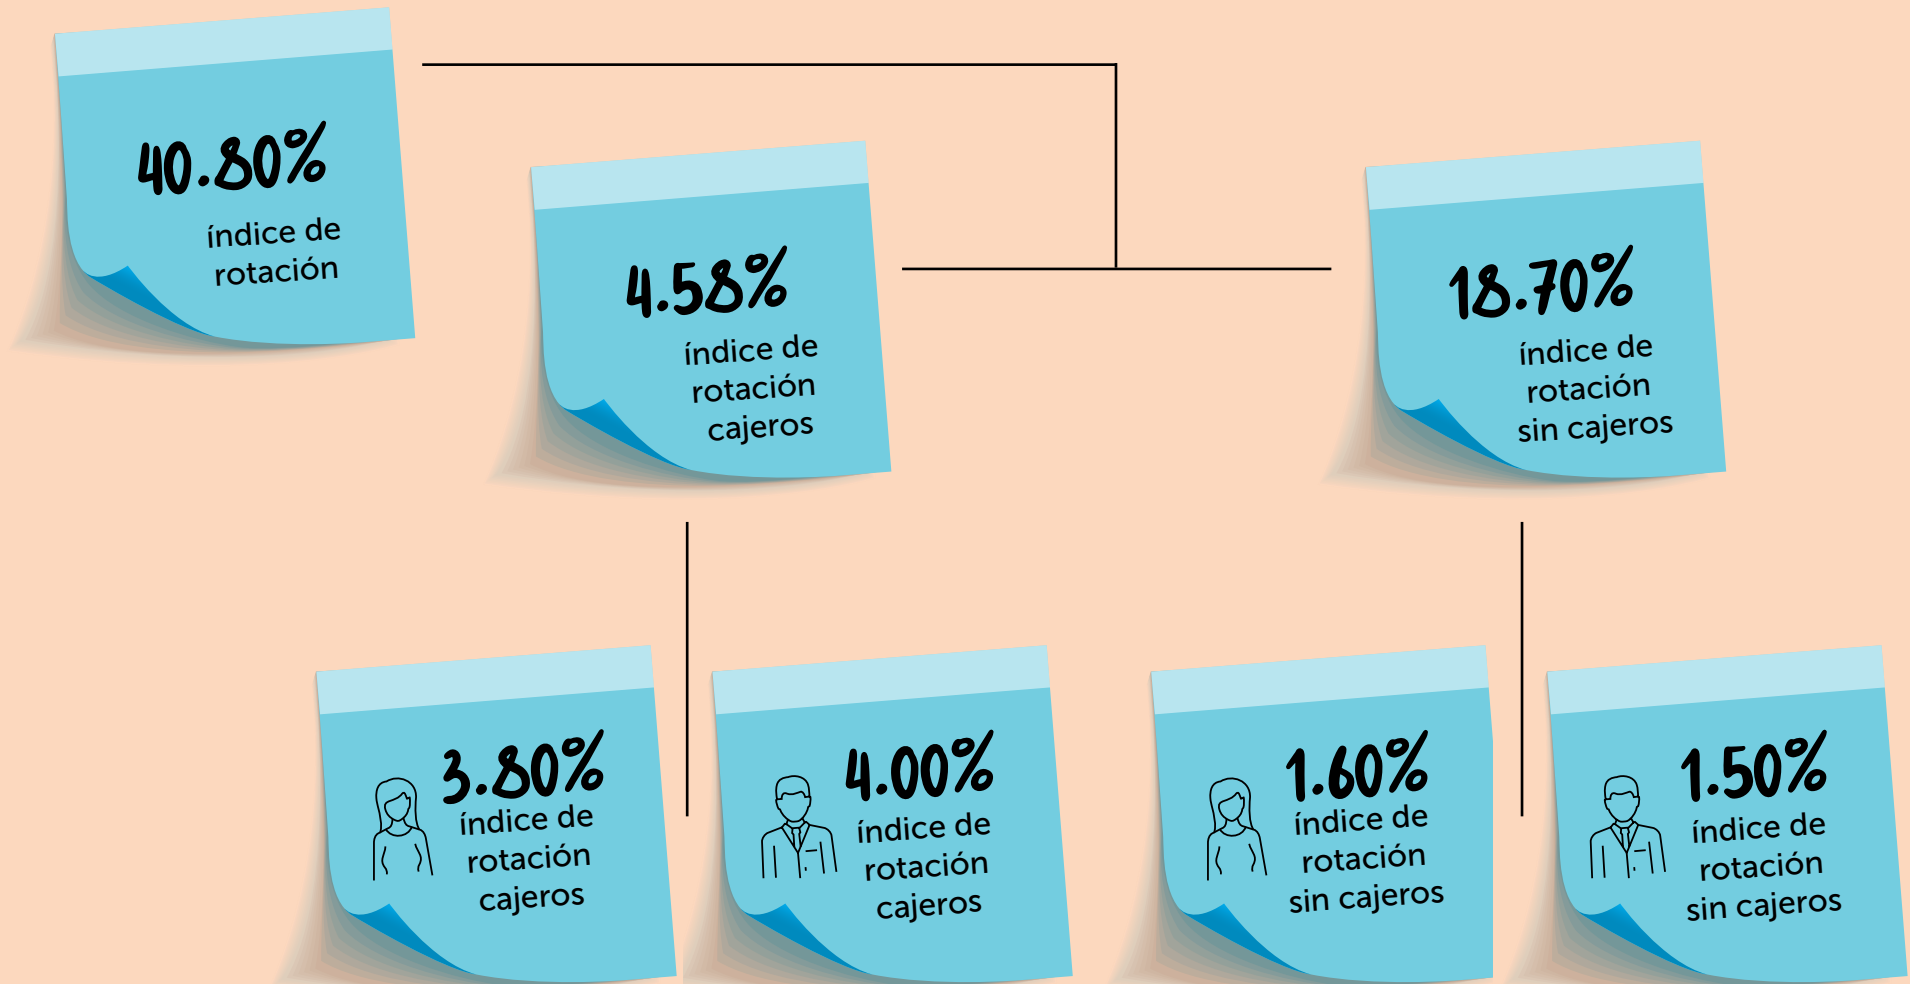 40.80%
índice de
rotación
4.58%
índice de
rotación
cajeros
18.70%
índice de
rotación
sin cajeros
3.80%
índice de
rotación
cajeros
4.00%
índice de
rotación
cajeros
1.60%
índice de
rotación
sin cajeros
1.50%
índice de
rotación
sin cajeros